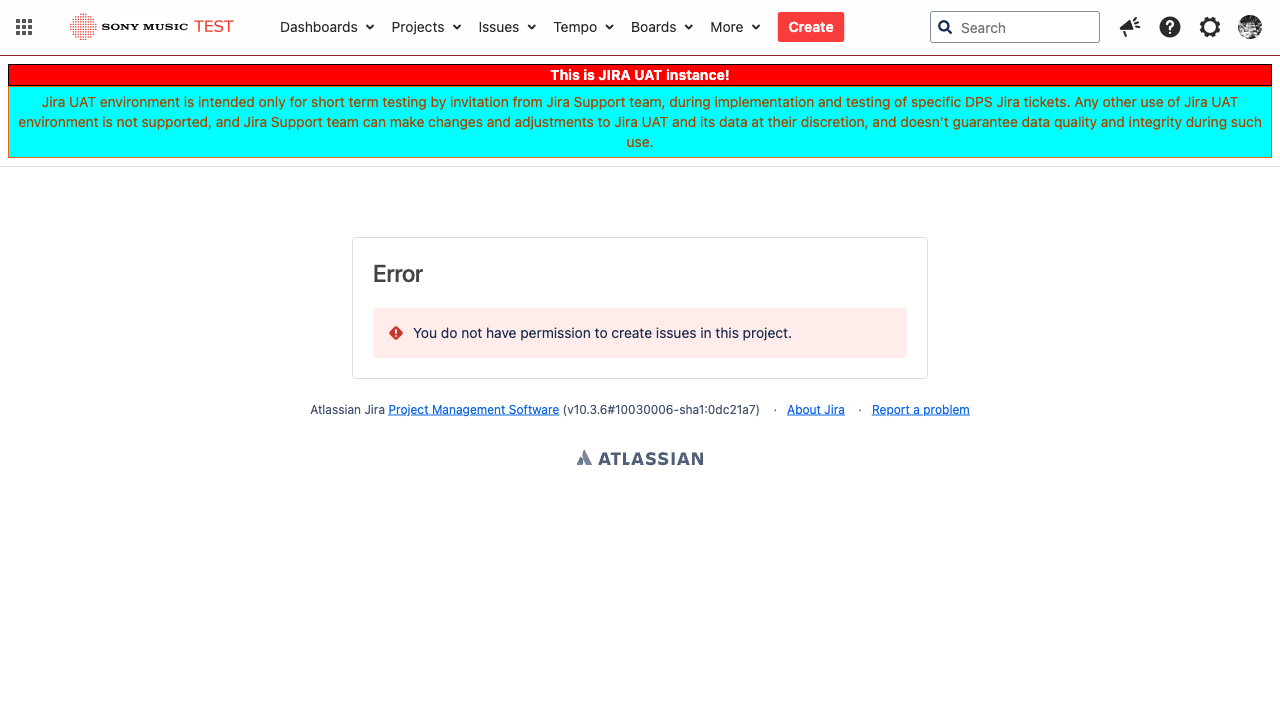 SONY MUSIC TEST Dashboards Projects Issues Tempo Boards More Create Search
This is JIRA UAT instance!
Jira UAT environment is intended only for short term testing by invitation from Jira Support team, during implementation and testing of specific DPS Jira tickets. Any other use of Jira UAT
environment is not supported, and Jira Support team can make changes and adjustments to Jira UAT and its data at their discretion, and doesn't guarantee data quality and integrity during such
use.
Error
You do not have permission to create issues in this project.
Atlassian Jira Project Management Software (v10.3.6#10030006-sha1:0dc21a7) · About Jira · Report a problem
ATLASSIAN